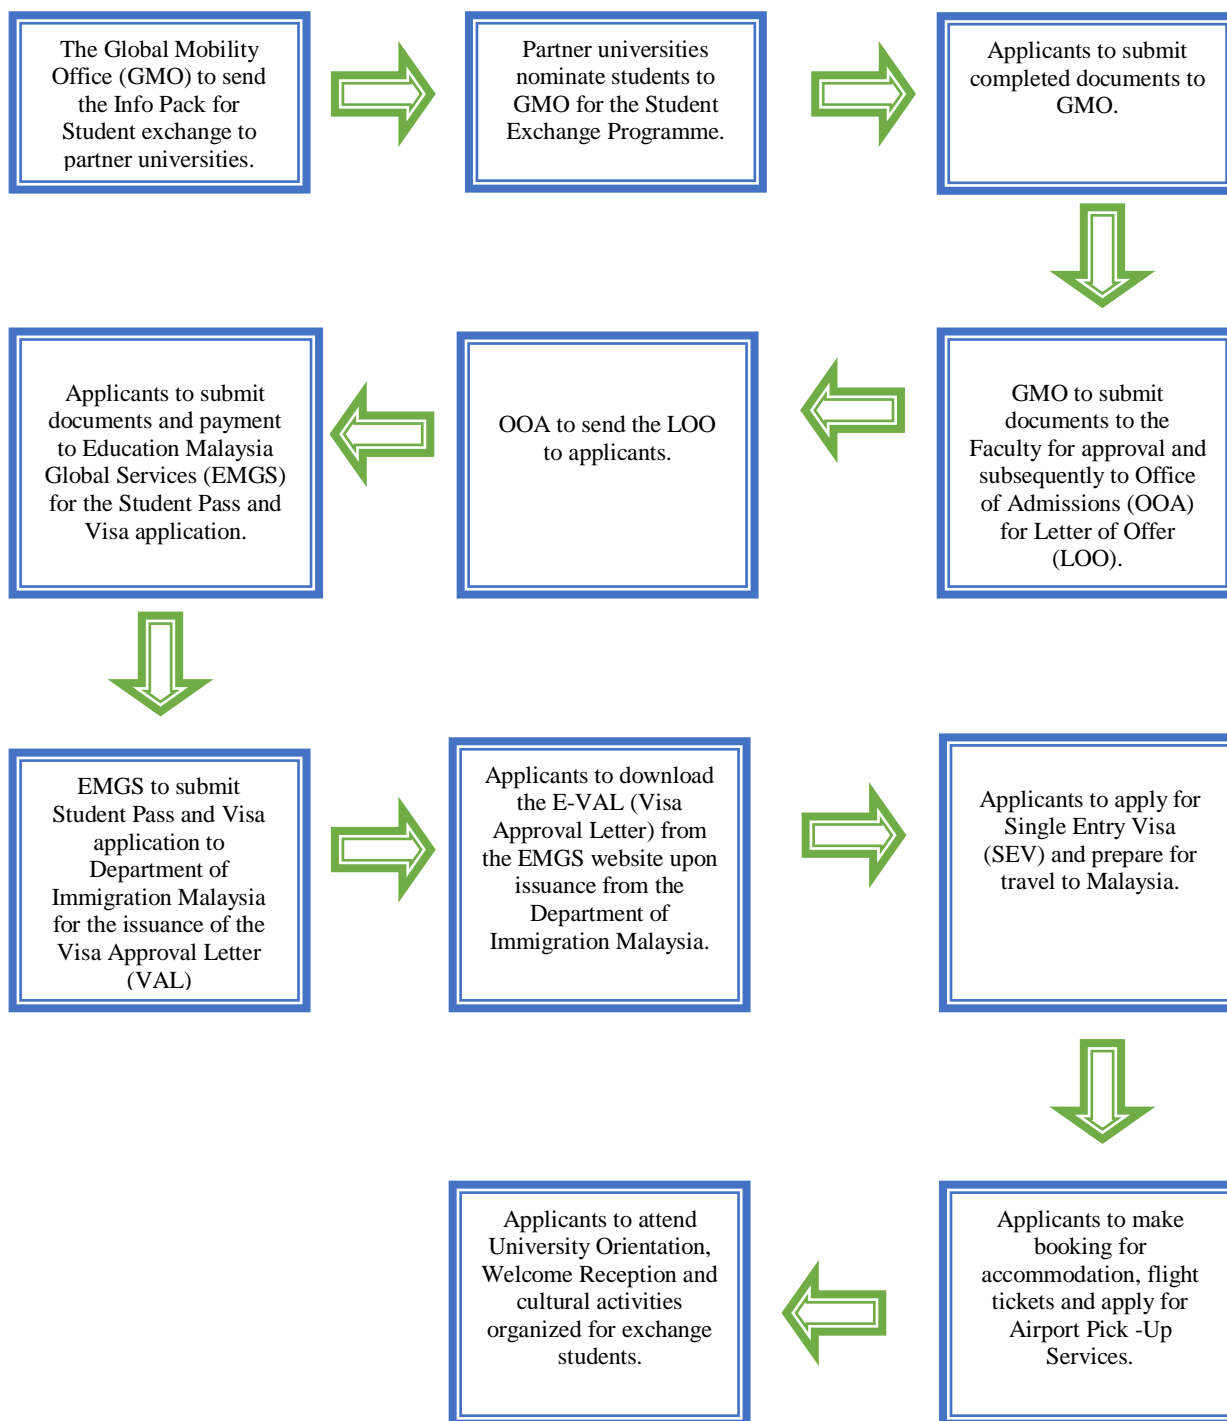 The Global Mobility
Office (GMO) to send
the Info Pack for
Student exchange to
partner universities.
Partner universities
nominate students to
GMO for the Student
Exchange Programme.
Applicants to submit
completed documents to
GMO.
GMO to submit
documents to the
Faculty for approval and
subsequently to Office
of Admissions (OOA)
for Letter of Offer
(LOO).
OOA to send the LOO
to applicants.
Applicants to submit
documents and payment
to Education Malaysia
Global Services (EMGS)
for the Student Pass and
Visa application.
EMGS to submit
Student Pass and Visa
application to
Department of
Immigration Malaysia
for the issuance of the
Visa Approval Letter
(VAL)
Applicants to download
the E-VAL (Visa
Approval Letter) from
the EMGS website upon
issuance from the
Department of
Immigration Malaysia.
Applicants to apply for
Single Entry Visa
(SEV) and prepare for
travel to Malaysia.
Applicants to make
booking for
accommodation, flight
tickets and apply for
Airport Pick -Up
Services.
Applicants to attend
University Orientation,
Welcome Reception and
cultural activities
organized for exchange
students.